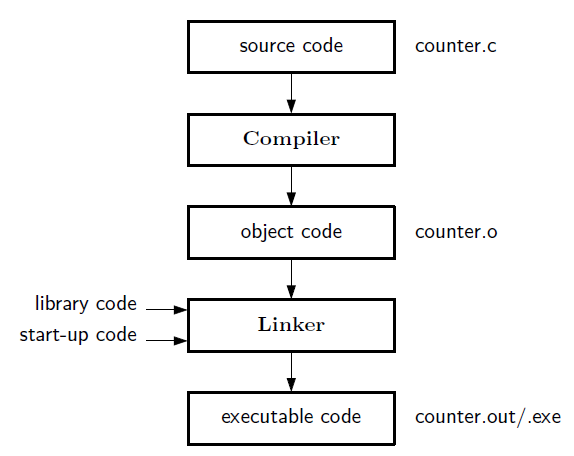 source code counter.c
Compiler
object code counter.o
library code
Linker
start-up code
executable code counter.out/.exe